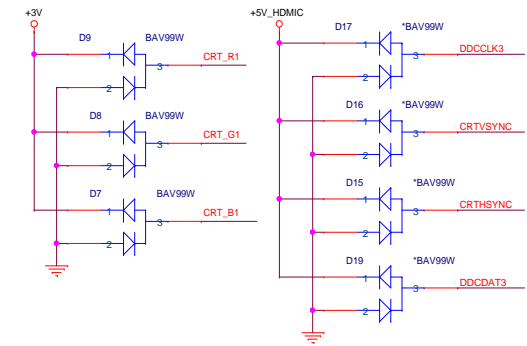 +3V
D9 BAV99W
1
3 CRT_R1
2
D8 BAV99W
1
3 CRT_G1
2
D7 BAV99W
1
3 CRT_B1
2
+5V_HDMIC
D17 *BAV99W
1
3 DDCCLK3
2
D16 *BAV99W
1
3 CRTVSYNC
2
D15 *BAV99W
1
3 CRTHSYNC
2
D19 *BAV99W
1
3 DDCDAT3
2